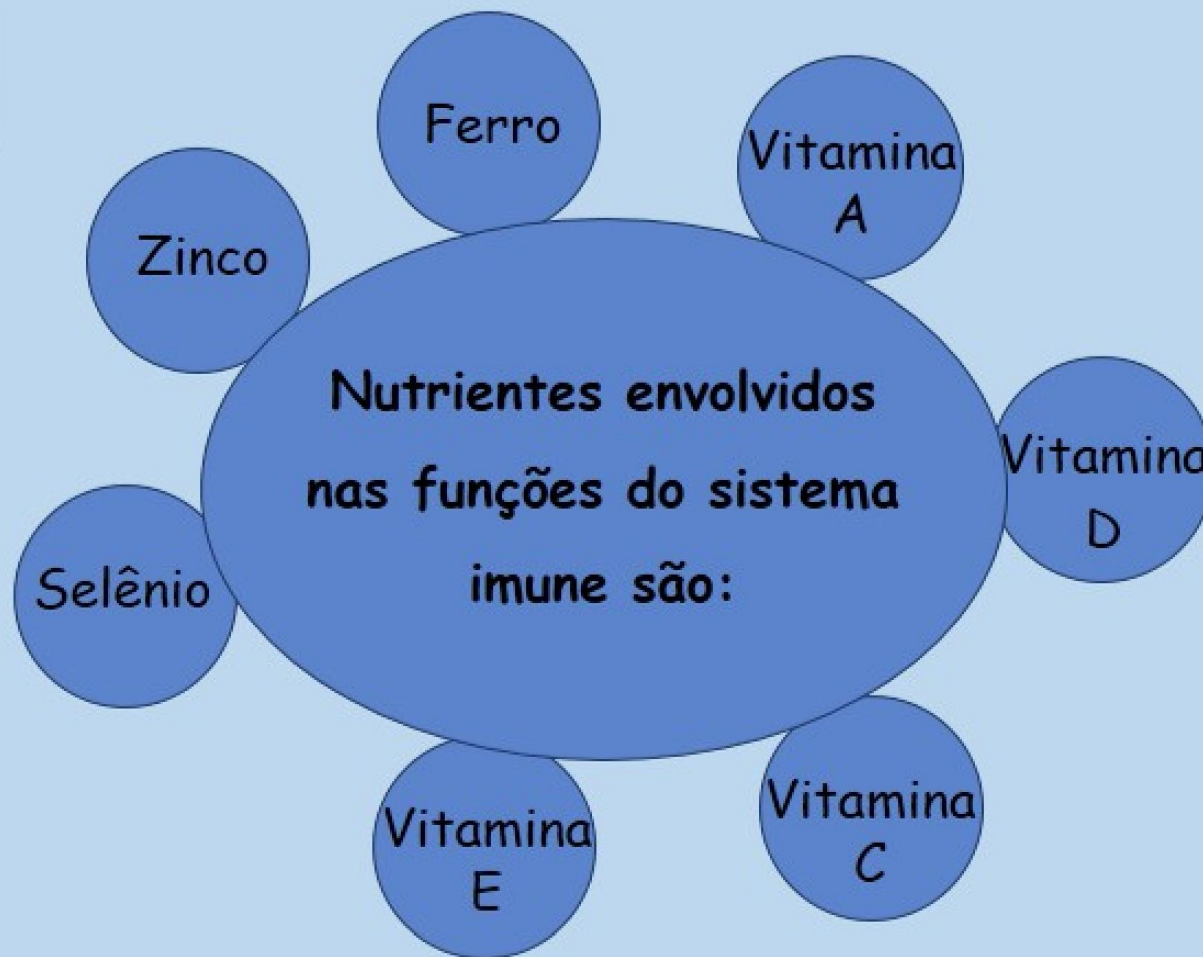 Nutrientes envolvidos
nas funções do sistema
imune são:
Ferro
Vitamina
A
Vitamina
D
Vitamina
C
Vitamina
E
Selênio
Zinco